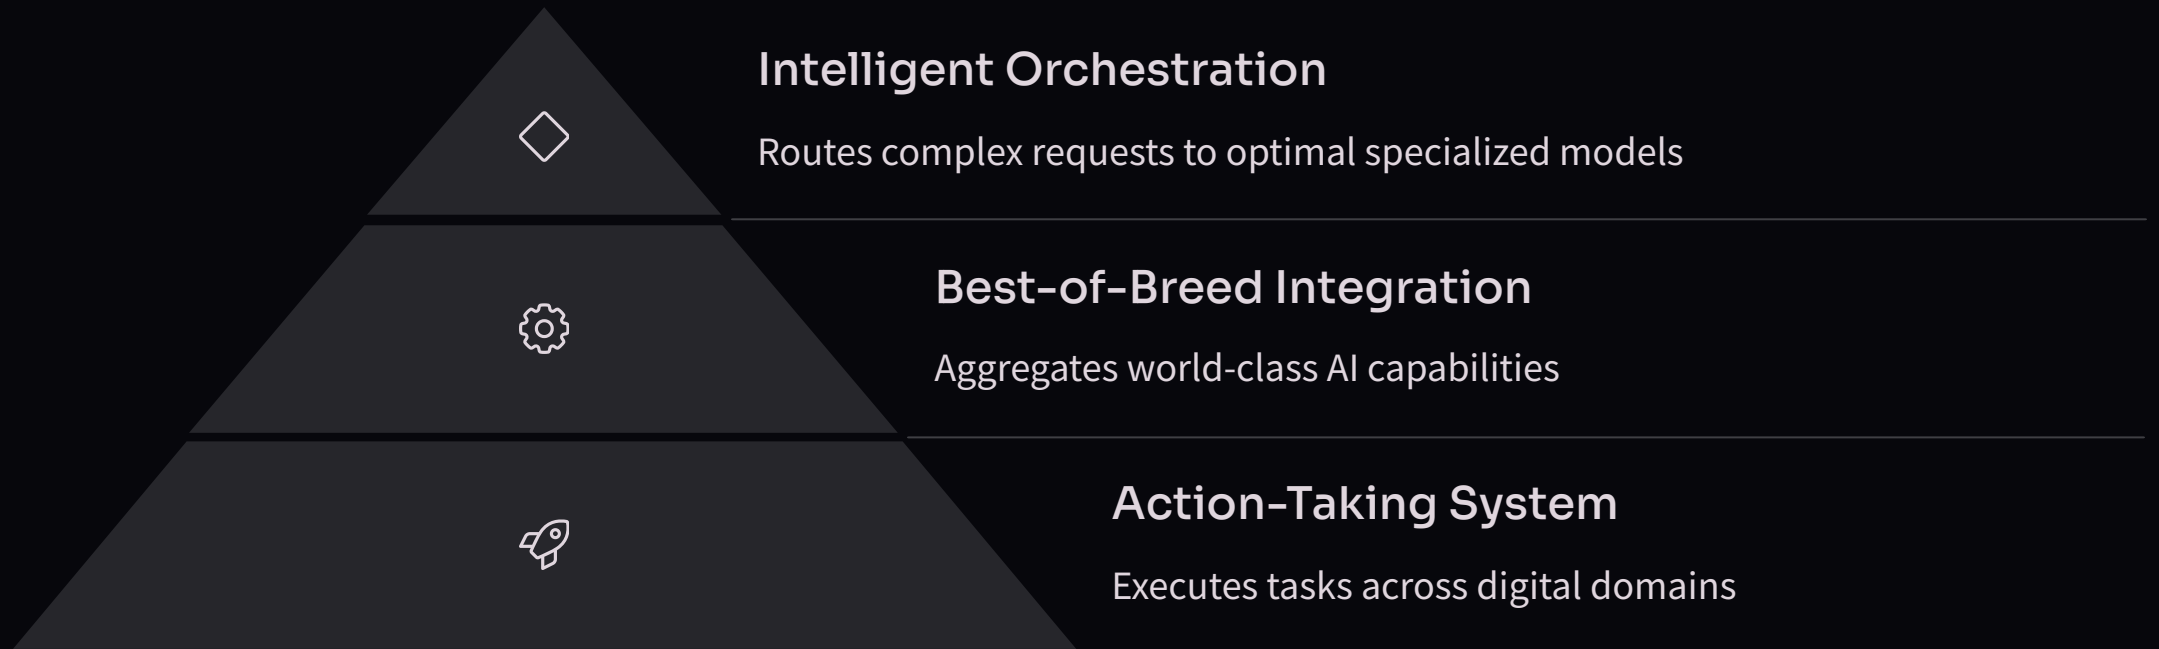 Intelligent Orchestration
Routes complex requests to optimal specialized models
Best-of-Breed Integration
Aggregates world-class AI capabilities
Action-Taking System
Executes tasks across digital domains